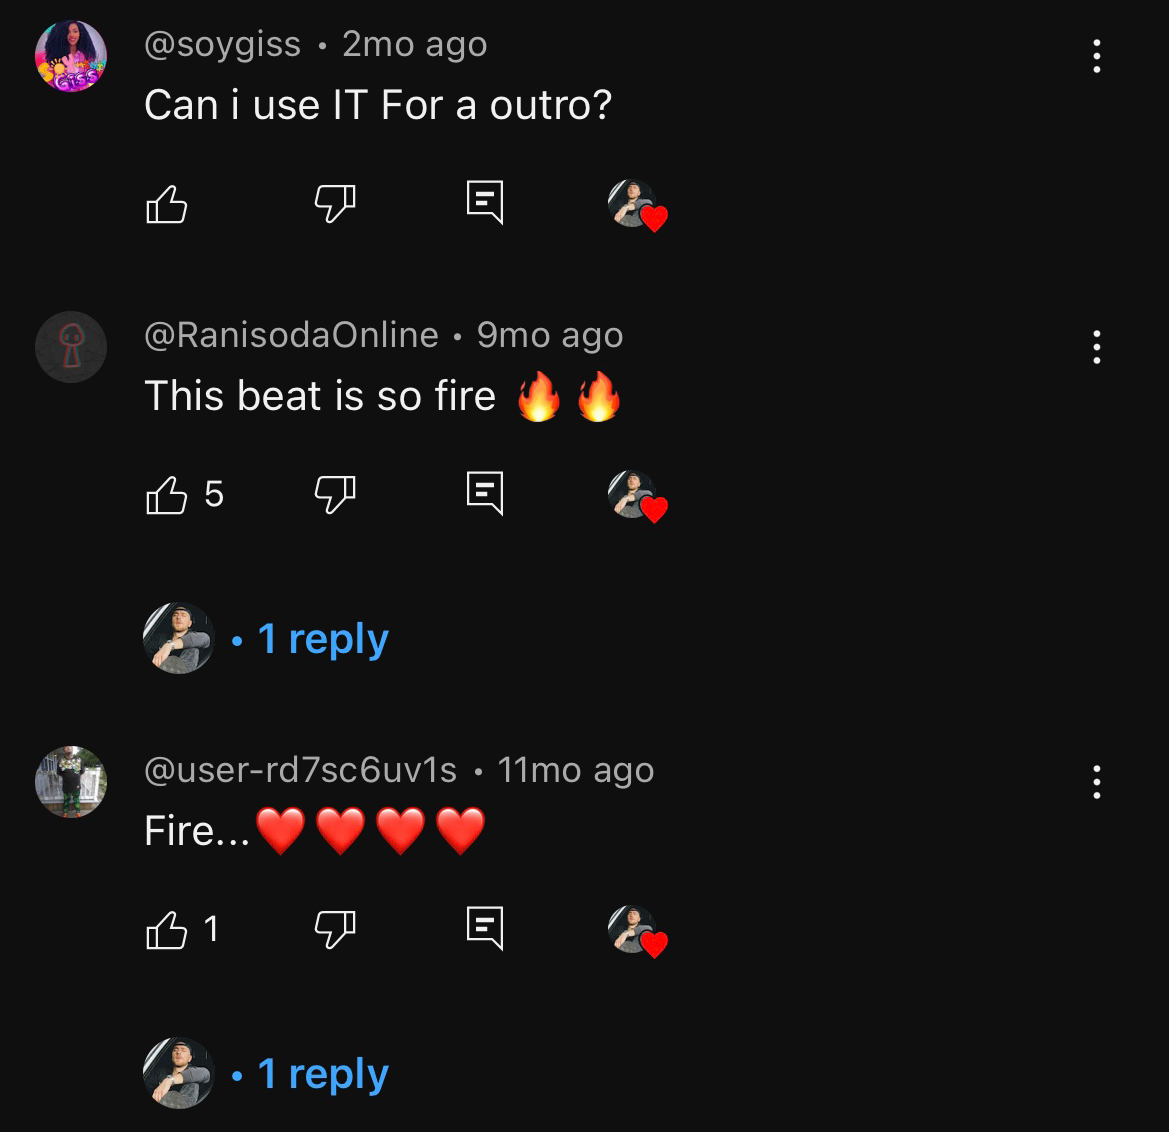 @soygiss • 2mo ago
Can i use IT For a outro?
@RanisodaOnline • 9mo ago
This beat is so fire 🔥🔥
5
• 1 reply
@user-rd7sc6uv1s • 11mo ago
Fire...❤️❤️❤️❤️
1
• 1 reply